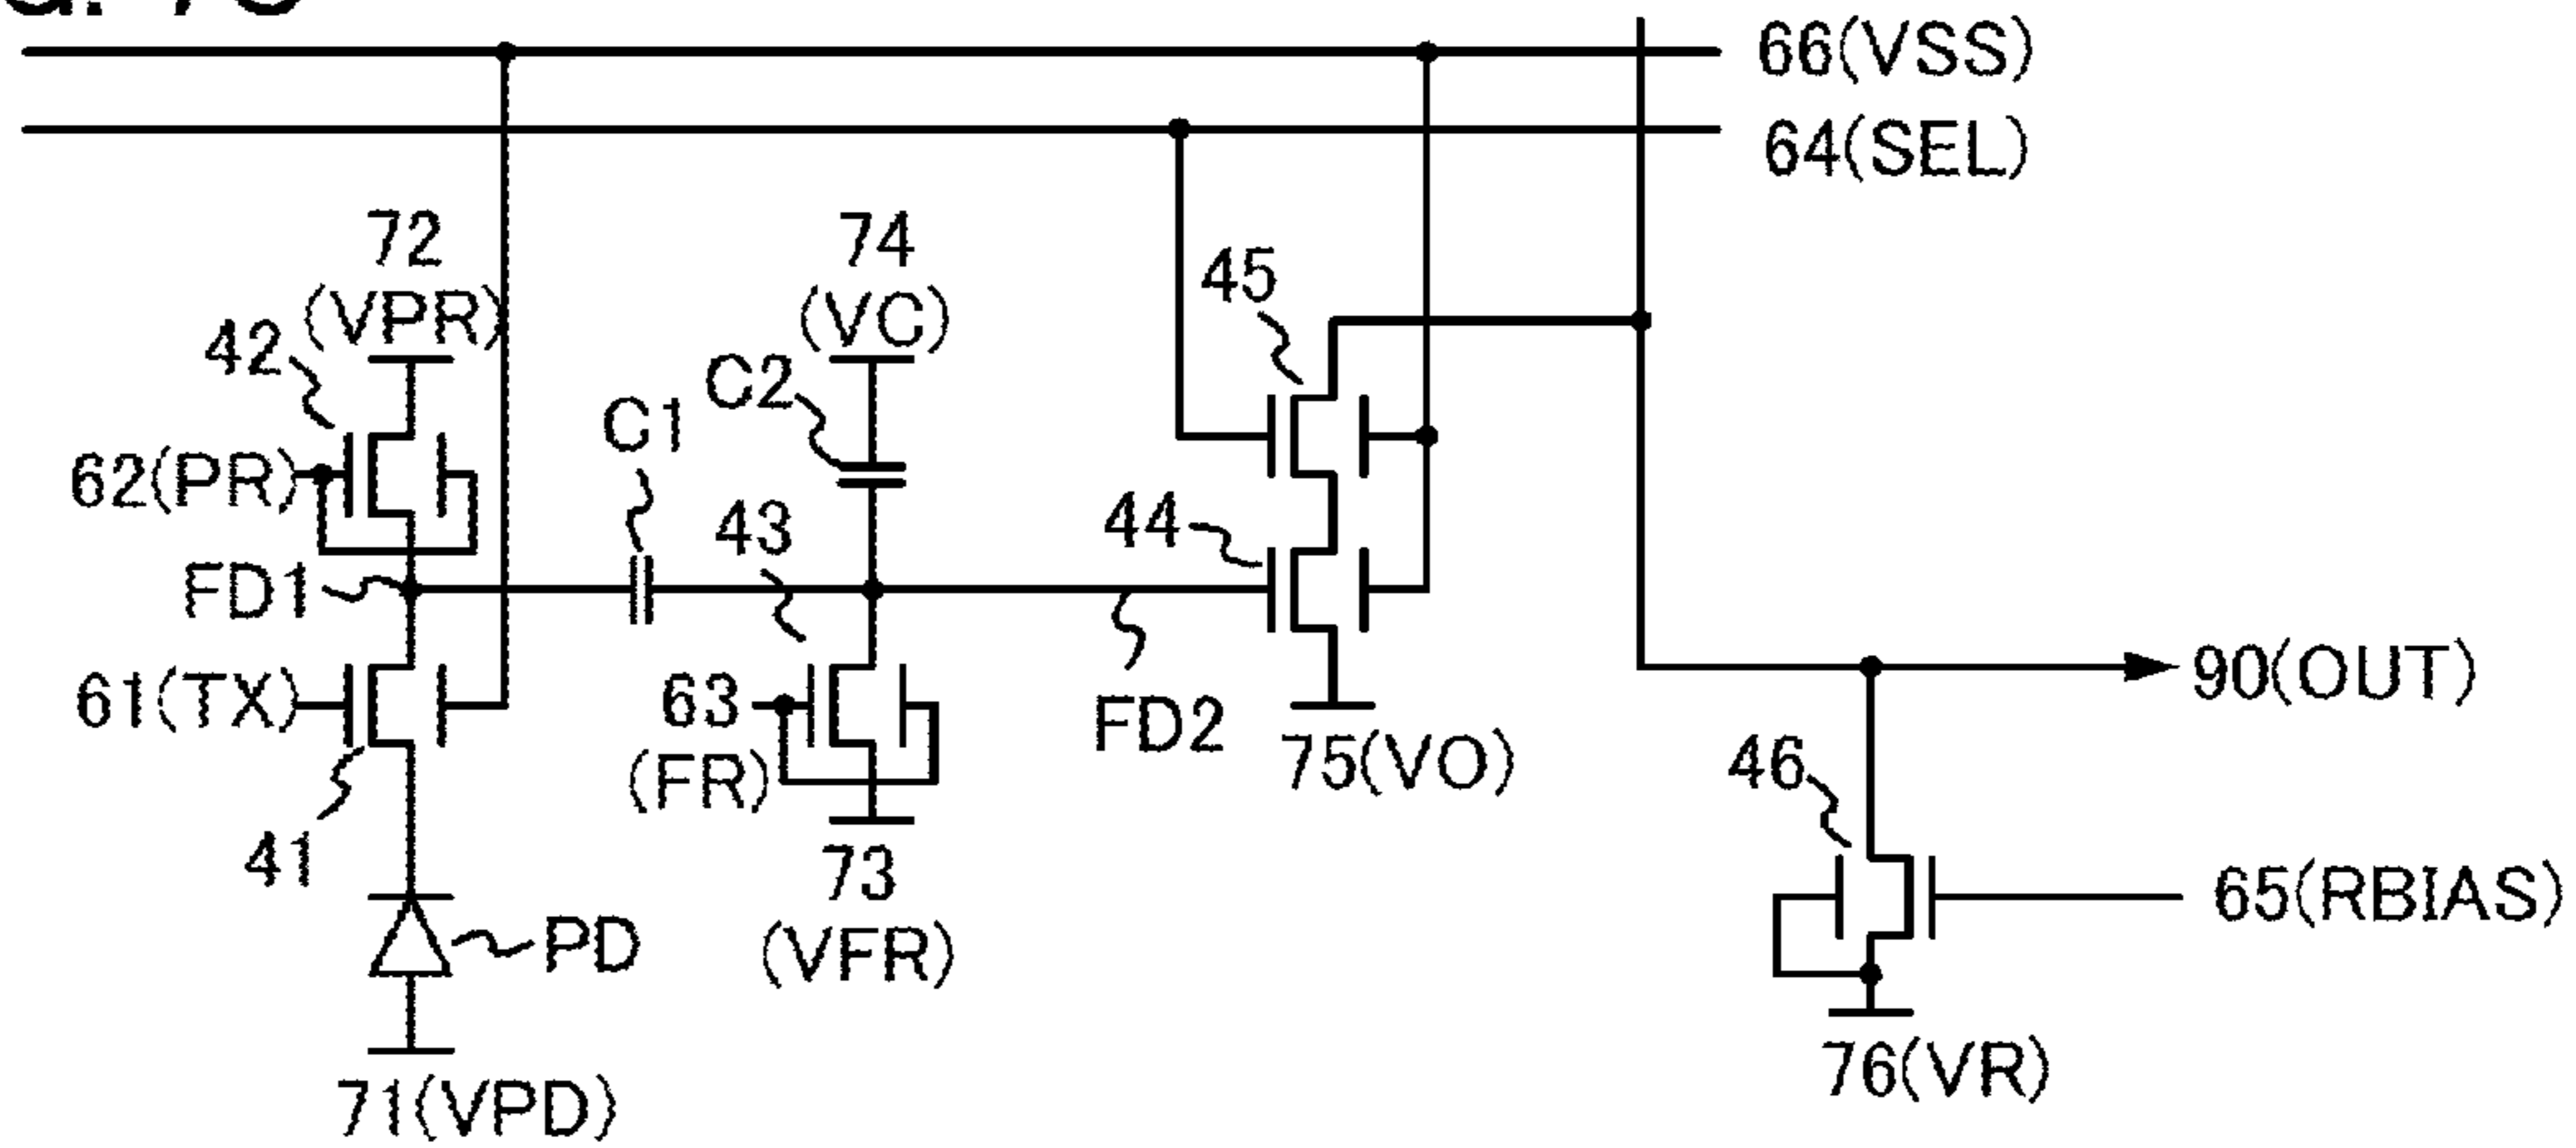 66(VSS)
64(SEL)
72
(VPR)
74
(VC)
45
42
C2
C1
62(PR)
43
44
FD1
61(TX)
63
(FR)
FD2
90(OUT)
75(VO)
46
41
73
(VFR)
65(RBIAS)
PD
76(VR)
71(VPD)